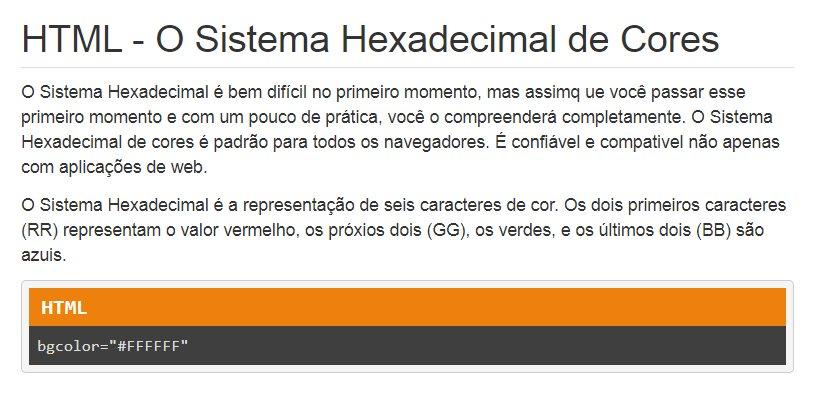 HTML - O Sistema Hexadecimal de Cores
O Sistema Hexadecimal é bem difícil no primeiro momento, mas assimq ue você passar esse
primeiro momento e com um pouco de prática, você o compreenderá completamente. O Sistema
Hexadecimal de cores é padrão para todos os navegadores. É confiável e compativel não apenas
com aplicações de web.
O Sistema Hexadecimal é a representação de seis caracteres de cor. Os dois primeiros caracteres
(RR) representam o valor vermelho, os próxios dois (GG), os verdes, e os últimos dois (BB) são
azuis.
HTML
bgcolor="#FFFFFF"